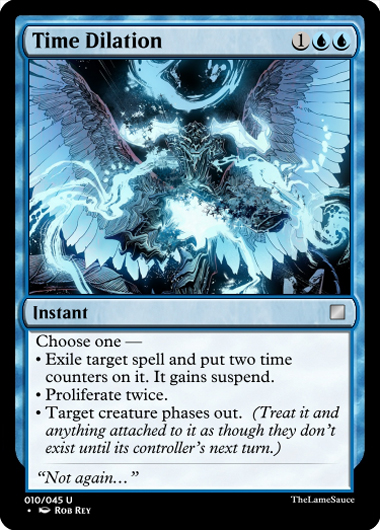 Time Dilation 1
Instant
Choose one —
• Exile target spell and put two time
counters on it. It gains suspend.
• Proliferate twice.
• Target creature phases out. (Treat it and
anything attached to it as though they don't
exist until its controller's next turn.)
"Not again…"
010/045 U
• Rob Rey
TheLameSauce